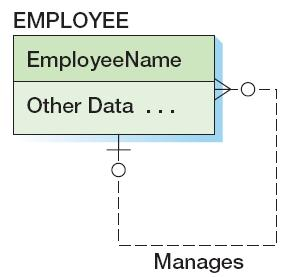 EMPLOYEE
EmployeeName
Other Data ...
Manages